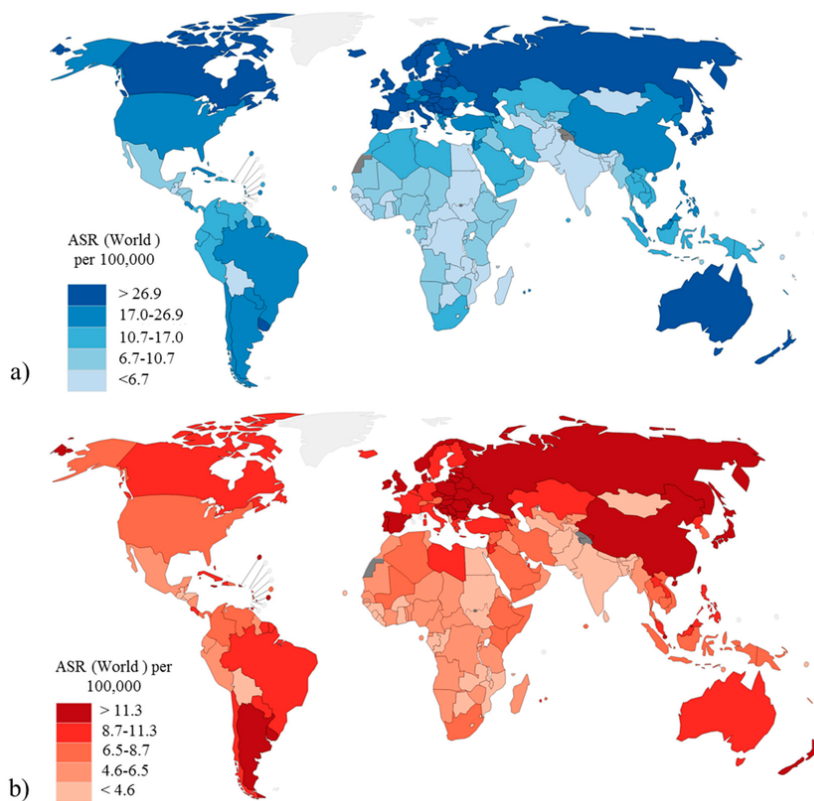 ASR (World )
per 100,000
> 26.9
17.0-26.9
10.7-17.0
6.7-10.7
<6.7
a)
ASR (World ) per
100,000
> 11.3
8.7-11.3
6.5-8.7
4.6-6.5
< 4.6
b)